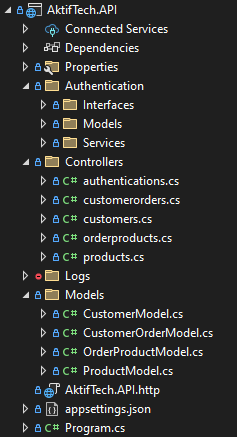 AktifTech.API
Connected Services
Dependencies
Properties
Authentication
Interfaces
Models
Services
Controllers
C# authentications.cs
C# customerorders.cs
C# customers.cs
C# orderproducts.cs
C# products.cs
Logs
Models
C# CustomerModel.cs
C# CustomerOrderModel.cs
C# OrderProductModel.cs
C# ProductModel.cs
AktifTech.API.http
appsettings.json
C# Program.cs